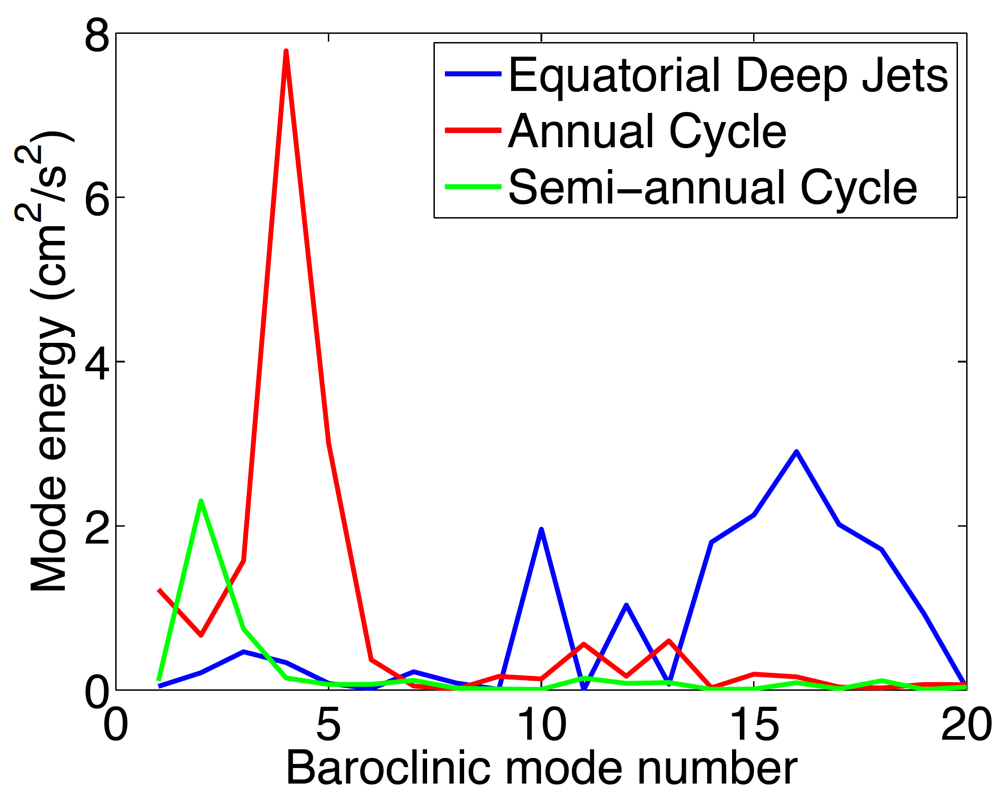 8
6
4
2
0
Mode energy (cm²/s²)
Equatorial Deep Jets
Annual Cycle
Semi−annual Cycle
0 5 10 15 20
Baroclinic mode number